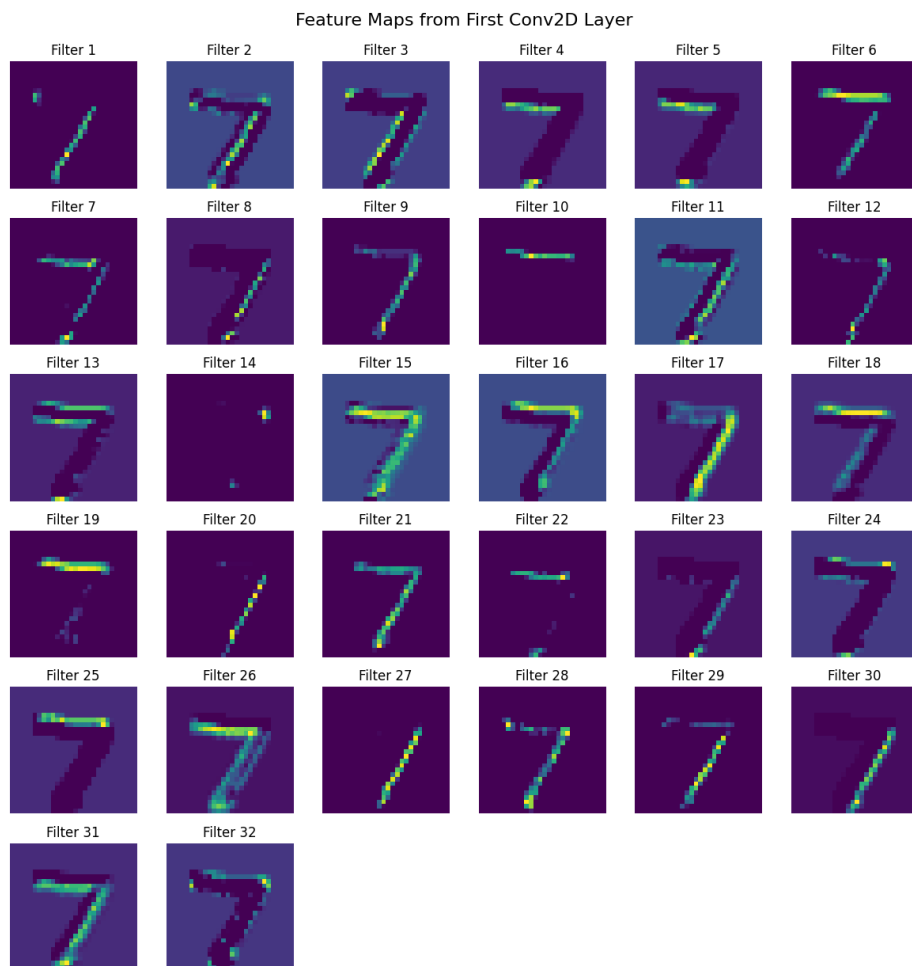 Feature Maps from First Conv2D Layer
Filter 1 Filter 2 Filter 3 Filter 4 Filter 5 Filter 6
Filter 7 Filter 8 Filter 9 Filter 10 Filter 11 Filter 12
Filter 13 Filter 14 Filter 15 Filter 16 Filter 17 Filter 18
Filter 19 Filter 20 Filter 21 Filter 22 Filter 23 Filter 24
Filter 25 Filter 26 Filter 27 Filter 28 Filter 29 Filter 30
Filter 31 Filter 32